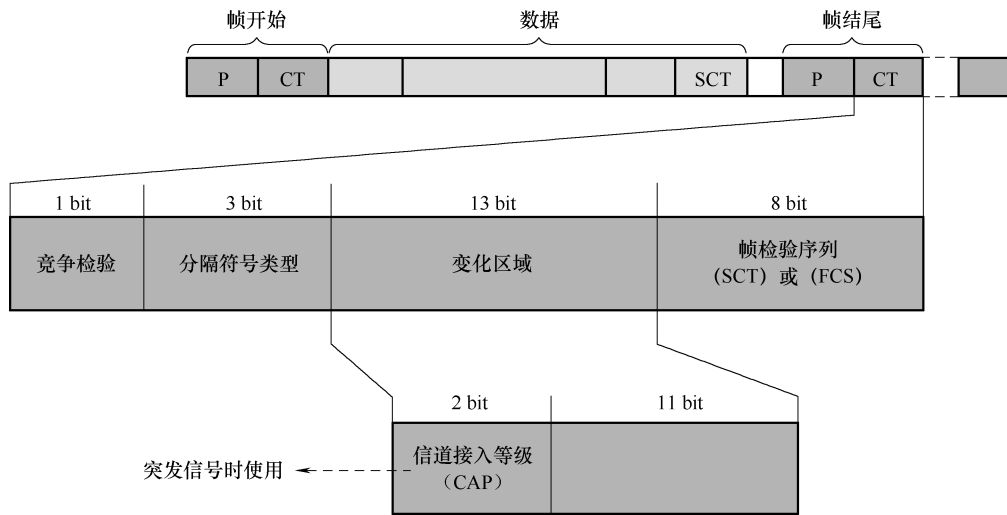 帧开始
数据
帧结尾
P
CT
SCT
P
CT
1 bit
3 bit
13 bit
8 bit
竞争检验
分隔符号类型
变化区域
帧检验序列
（SCT）或（FCS）
2 bit
11 bit
突发信号时使用
信道接入等级
（CAP）